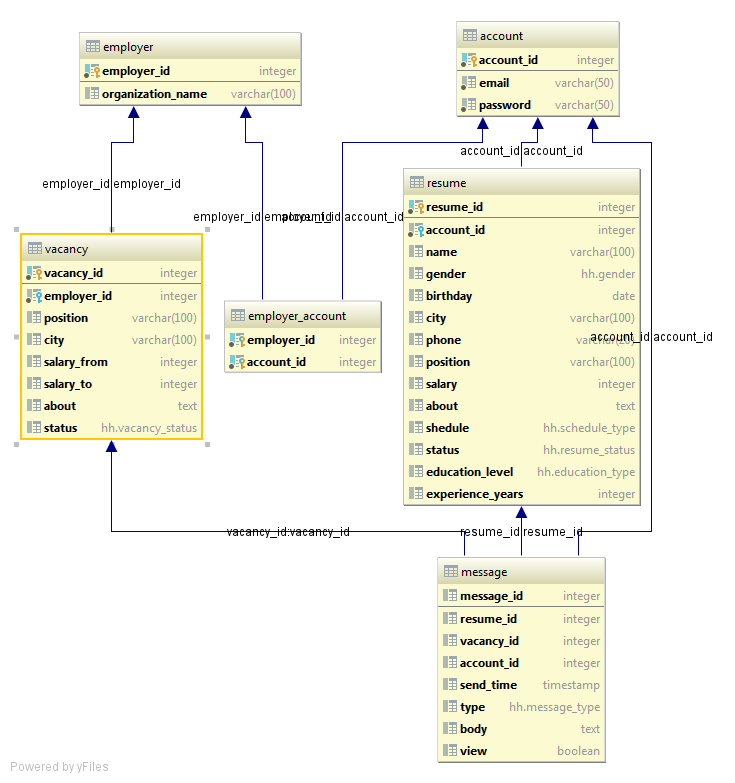 employer
employer_id integer
organization_name varchar(100)
account
account_id integer
email varchar(50)
password varchar(50)
account_id:account_id
employer_id:employer_id
employer_id:employer_id
account_id:account_id
resume
resume_id integer
account_id integer
name varchar(100)
gender hh.gender
birthday date
city varchar(100)
phone
position varchar(100)
salary integer
about text
shedule hh.schedule_type
status hh.resume_status
education_level hh.education_type
experience_years integer
account_id:account_id
vacancy
vacancy_id integer
employer_id integer
position varchar(100)
city varchar(100)
salary_from integer
salary_to integer
about text
status hh.vacancy_status
employer_account
employer_id integer
account_id integer
vacancy_id:vacancy_id
resume_id:resume_id
message
message_id integer
resume_id integer
vacancy_id integer
account_id integer
send_time timestamp
type hh.message_type
body text
view boolean
Powered by yFiles